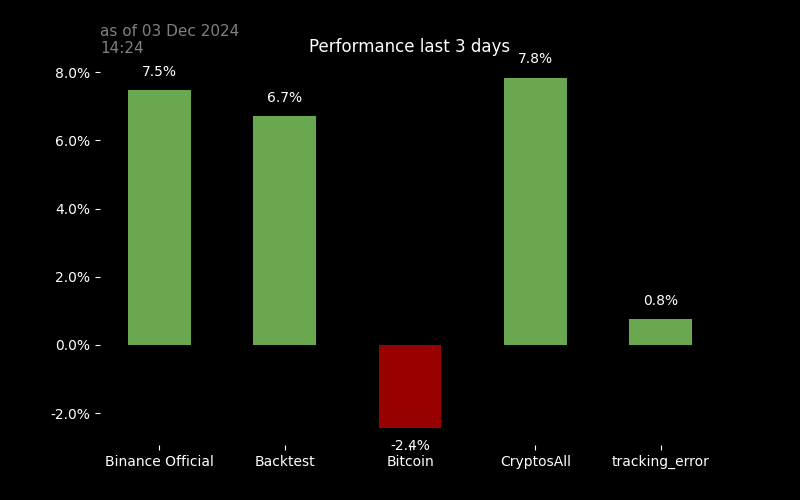 as of 03 Dec 2024
14:24
Performance last 3 days
8.0%
6.0%
4.0%
2.0%
0.0%
-2.0%
7.5%
6.7%
-2.4%
7.8%
0.8%
Binance Official
Backtest
Bitcoin
CryptosAll
tracking_error